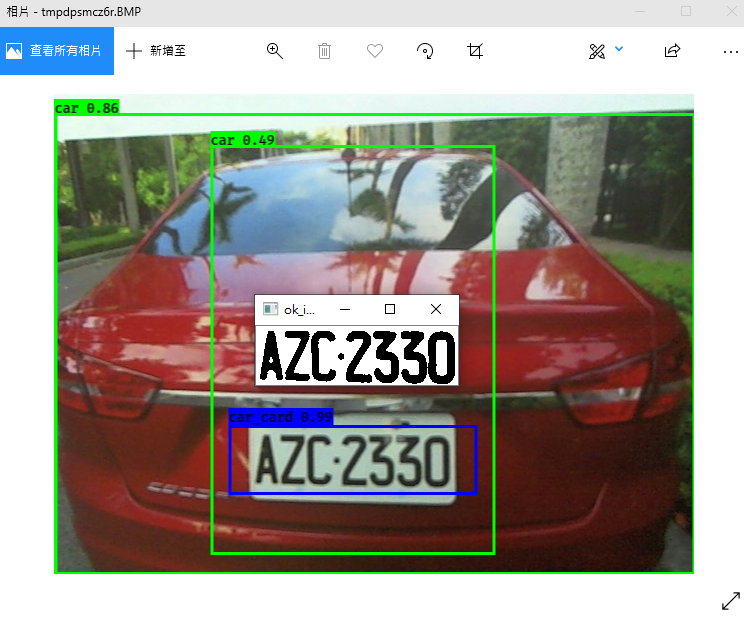 相片 - tmpdpsmcz6r.BMP
查看所有相片
新增至
car 0.86
car 0.49
ok_i...
AZC·2330
car_card 0.99
AZC·2330